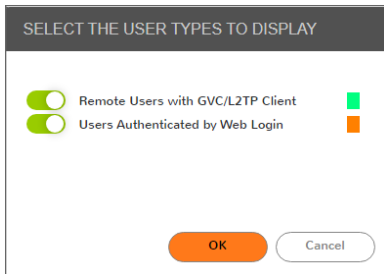 SELECT THE USER TYPES TO DISPLAY
Remote Users with GVC/L2TP Client
Users Authenticated by Web Login
OK
Cancel